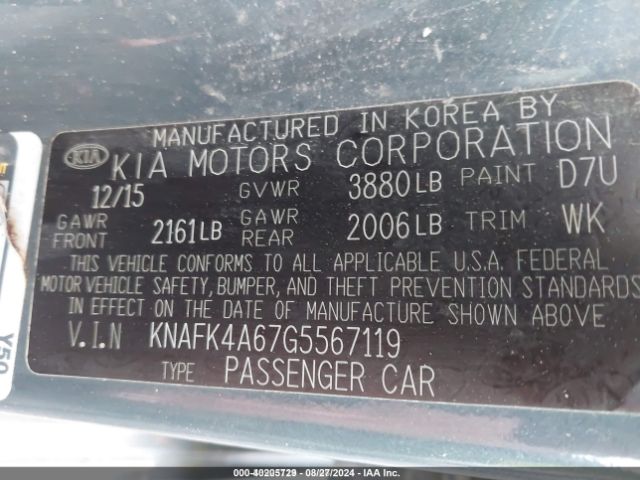 MANUFACTURED IN KOREA BY
KIA KIA MOTORS CORPORATION
12/15 GVWR 3880LB PAINT D7U
GAWR FRONT 2161LB GAWR REAR 2006LB TRIM WK
THIS VEHICLE CONFORMS TO ALL APPLICABLE U.S.A. FEDERAL
MOTOR VEHICLE SAFETY, BUMPER, AND THEFT PREVENTION STANDARDS
IN EFFECT ON THE DATE OF MANUFACTURE SHOWN ABOVE.
V.I.N KNAFK4A67G5567119
TYPE PASSENGER CAR
Y50
000-40205729 - 08/27/2024 - IAA Inc.